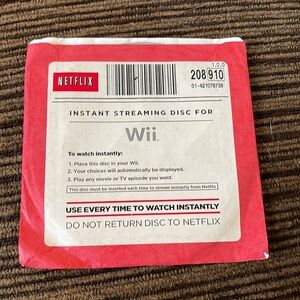 1.0.0
NETFLIX
208 910
01-421078736
INSTANT STREAMING DISC FOR
Wii
To watch instantly:
1. Place this disc in your Wii.
2. Your choices will automatically be displayed.
3. Play any movie or TV episode you want.
This disc must be inserted each time to stream instantly from Netflix
USE EVERY TIME TO WATCH INSTANTLY
DO NOT RETURN DISC TO NETFLIX